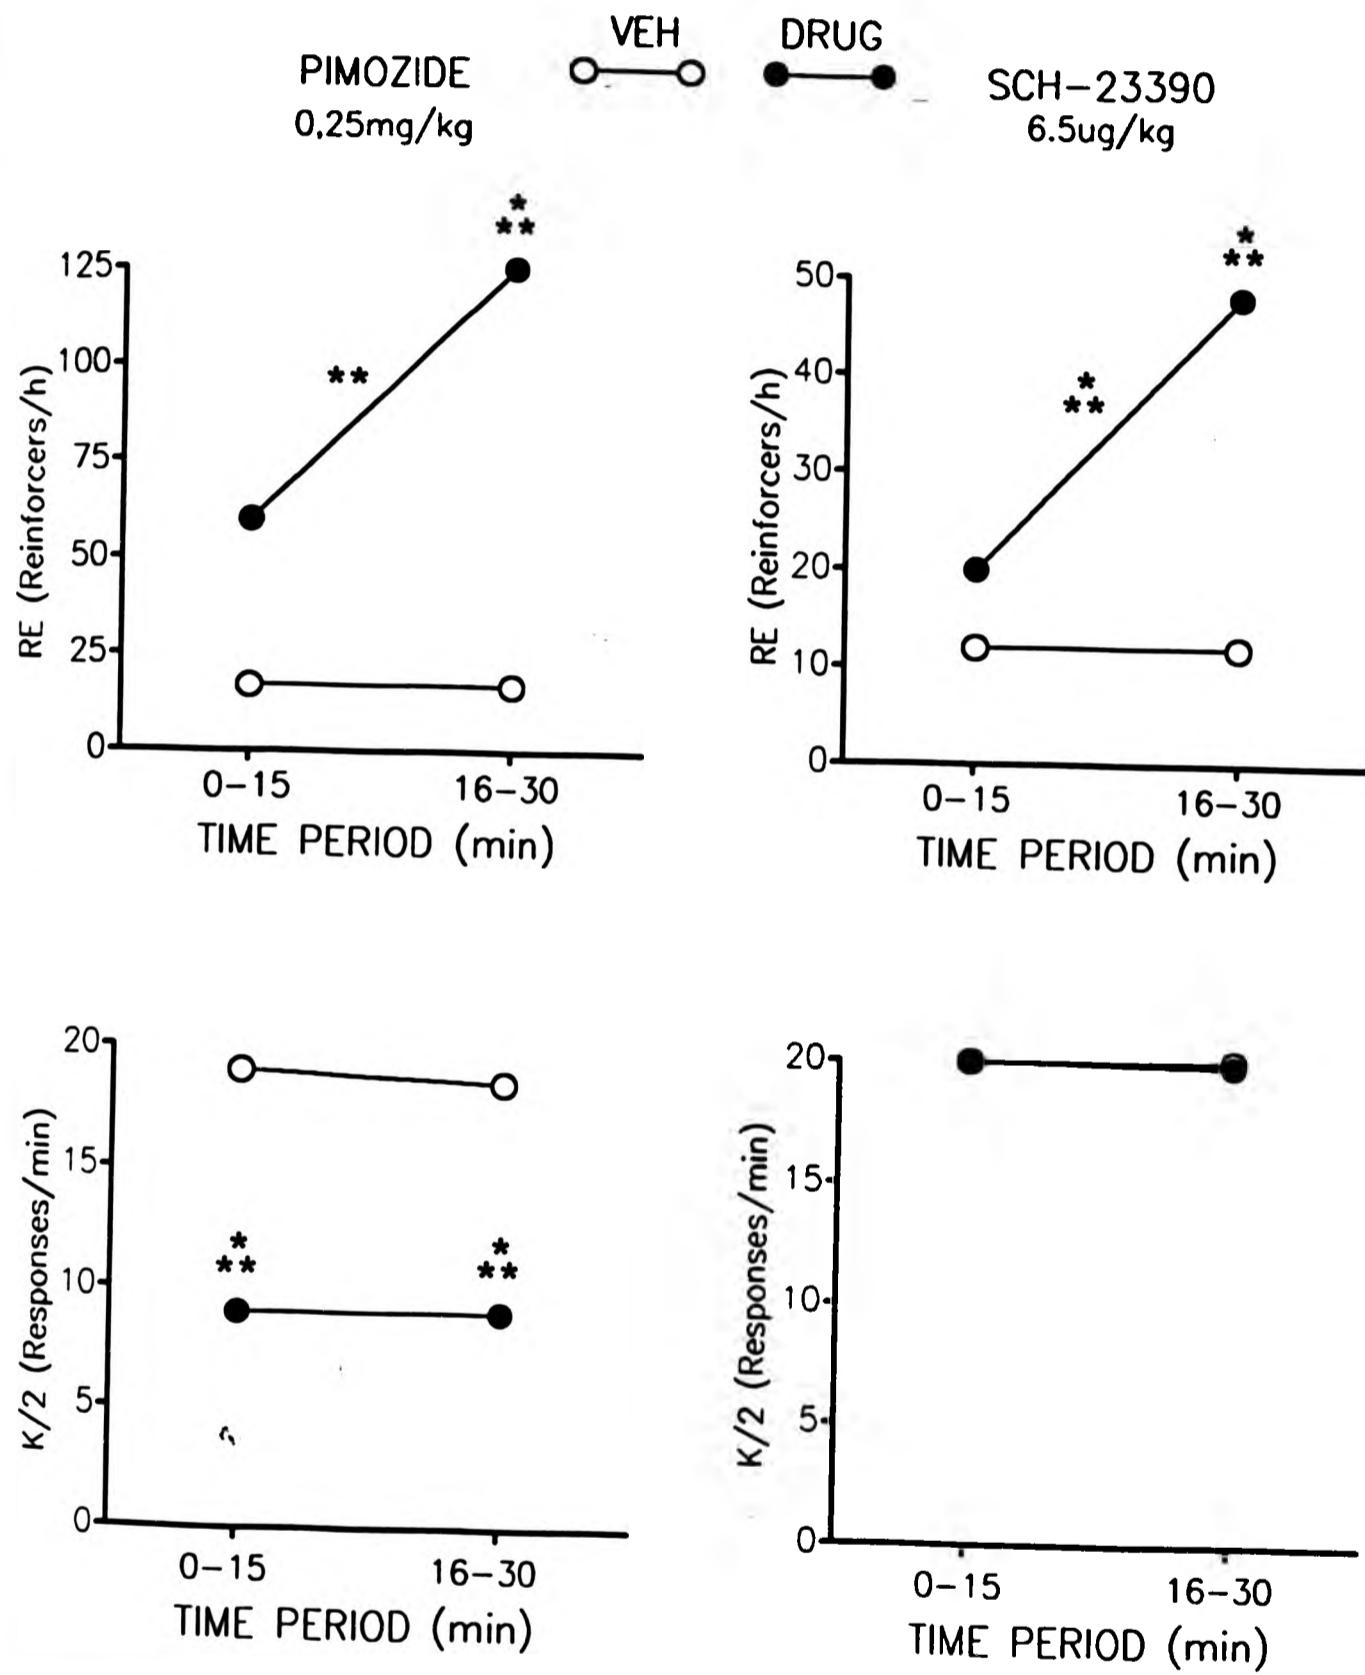 VEH DRUG
PIMOZIDE
0,25mg/kg
SCH-23390
6.5ug/kg
*
**
125
100
75
50
25
0
**
RE (Reinforcers/h)
0-15 16-30
TIME PERIOD (min)
*
**
50
40
30
20
10
0
*
**
RE (Reinforcers/h)
0-15 16-30
TIME PERIOD (min)
20
15
10
5
0
*
**
*
**
K/2 (Responses/min)
0-15 16-30
TIME PERIOD (min)
20
15
10
5
0
K/2 (Responses/min)
0-15 16-30
TIME PERIOD (min)